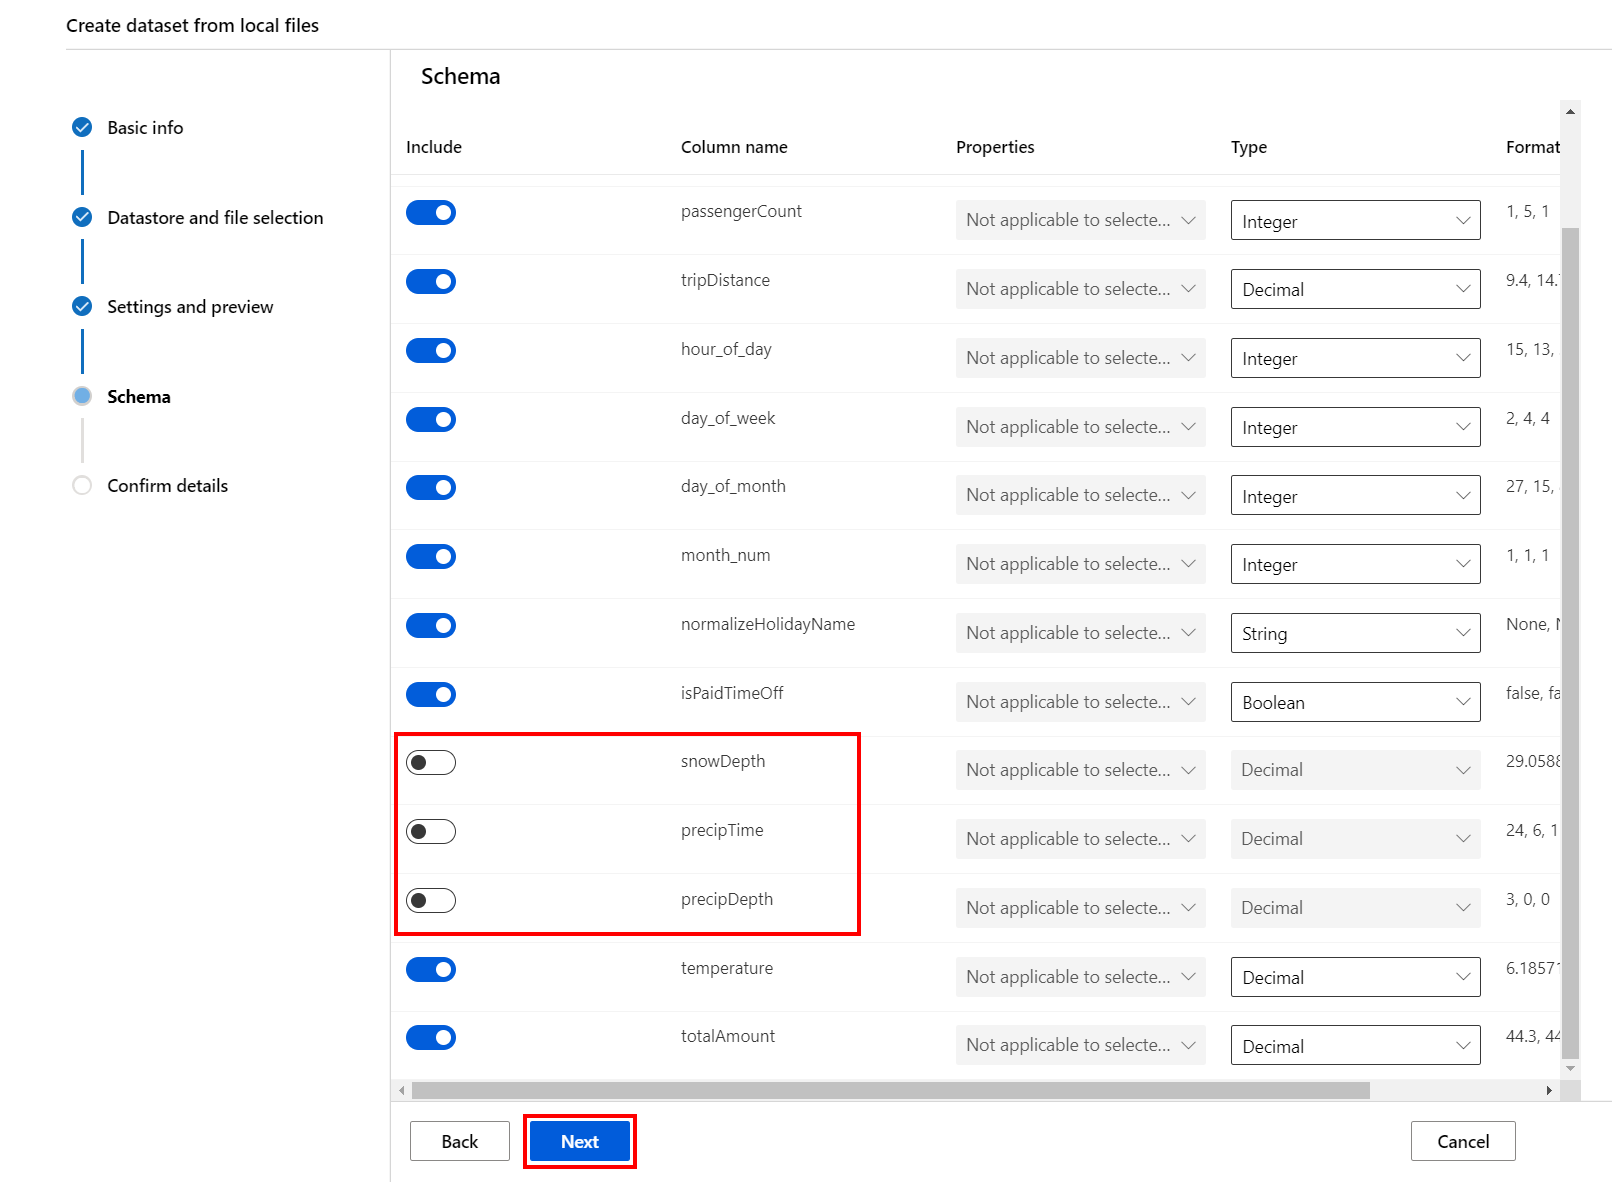 Create dataset from local files
Basic info
Datastore and file selection
Settings and preview
Schema
Confirm details
Schema
Include Column name Properties Type Format
passengerCount Not applicable to selecte... Integer 1, 5, 1
tripDistance Not applicable to selecte... Decimal 9.4, 14.
hour_of_day Not applicable to selecte... Integer 15, 13,
day_of_week Not applicable to selecte... Integer 2, 4, 4
day_of_month Not applicable to selecte... Integer 27, 15,
month_num Not applicable to selecte... Integer 1, 1, 1
normalizeHolidayName Not applicable to selecte... String None,
isPaidTimeOff Not applicable to selecte... Boolean false, fa
snowDepth Not applicable to selecte... Decimal 29.0588
precipTime Not applicable to selecte... Decimal 24, 6, 1
precipDepth Not applicable to selecte... Decimal 3, 0, 0
temperature Not applicable to selecte... Decimal 6.18571
totalAmount Not applicable to selecte... Decimal 44.3, 44
Back Next Cancel